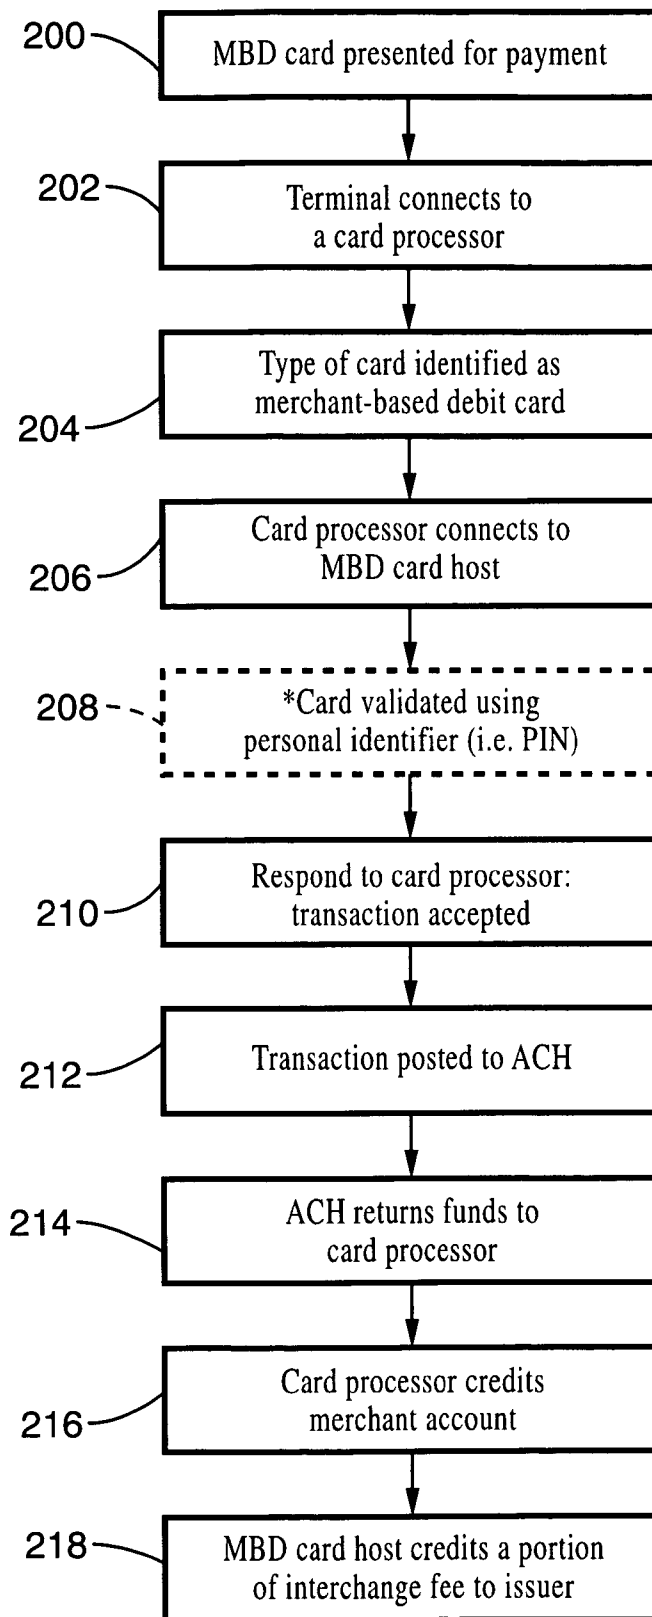 200
MBD card presented for payment
202
Terminal connects to
a card processor
204
Type of card identified as
merchant-based debit card
206
Card processor connects to
MBD card host
208
*Card validated using
personal identifier (i.e. PIN)
210
Respond to card processor:
transaction accepted
212
Transaction posted to ACH
214
ACH returns funds to
card processor
216
Card processor credits
merchant account
218
MBD card host credits a portion
of interchange fee to issuer